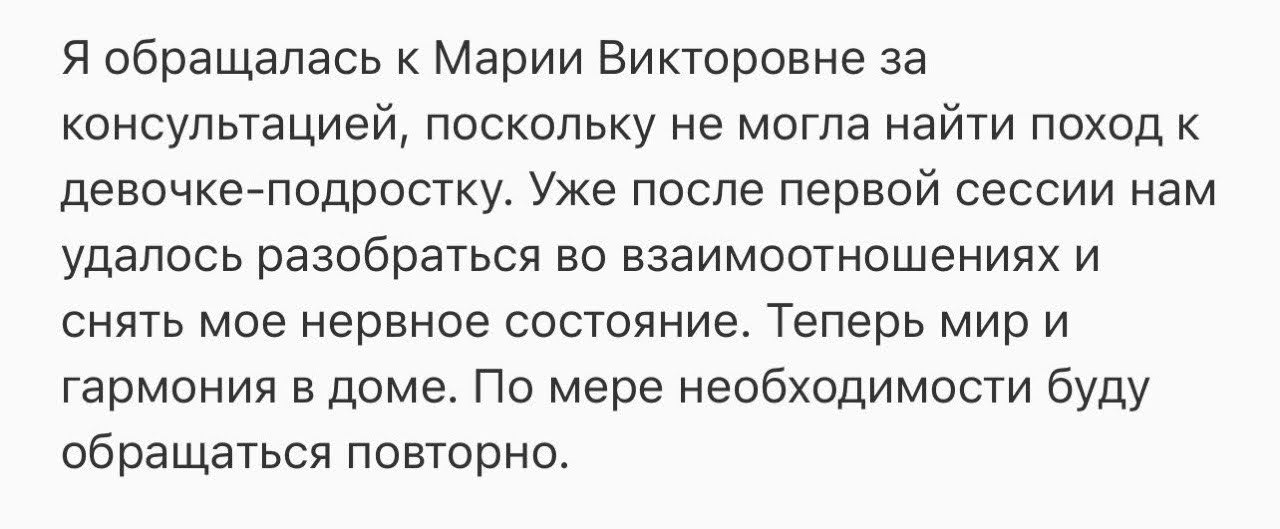 Я обращалась к Марии Викторовне за
консультацией, поскольку не могла найти поход к
девочке-подростку. Уже после первой сессии нам
удалось разобраться во взаимоотношениях и
снять мое нервное состояние. Теперь мир и
гармония в доме. По мере необходимости буду
обращаться повторно.